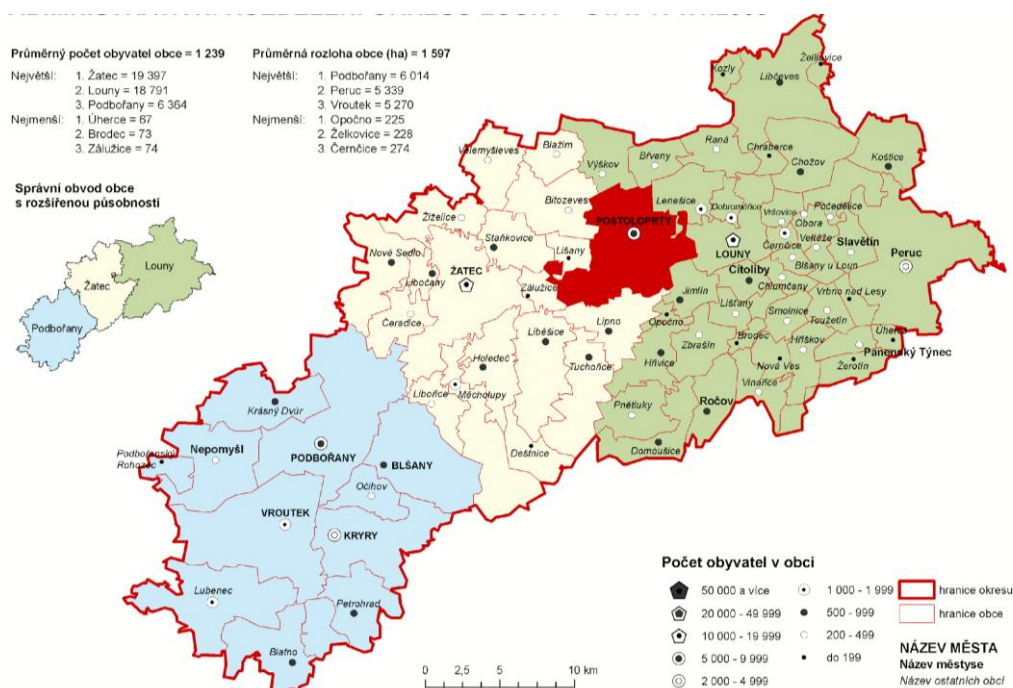 Průměrný počet obyvatel obce = 1 239
Největší: 1. Žatec = 19 397
2. Louny = 18 791
3. Podbořany = 6 364
Nejmenší: 1. Úherce = 67
2. Brodec = 73
3. Zálužice = 74
Průměrná rozloha obce (ha) = 1 597
Největší: 1. Podbořany = 6 014
2. Peruc = 5 339
3. Vroutek = 5 270
Nejmenší: 1. Opočno = 225
2. Želkovice = 228
3. Černčice = 274
Správní obvod obce
s rozšířenou působností
Louny
Žatec
Podbořany
Kozly
Želkovice
Libčeves
Velemyšleves
Blažim
Výškov
Břvany
Raná
Chraberce
Chožov
Koštice
Bitozeves
Lenešice
Dobroměřice
Vršovice
Počedělice
Obora
Žiželice
Staňkovice
POSTOLOPRTY
LOUNY
Černčice
Veltěže
Slavětín
Peruc
Nové Sedlo
Libočany
ŽATEC
Lišany
Blšany u Loun
Cítoliby
Chlumčany
Zálužice
Jimlín
Líšťany
Vrbno nad Lesy
Čeradice
Lipno
Opočno
Smolnice
Toužetín
Liběšice
Zbrašín
Brodec
Hříškov
Úherce
Panenský Týnec
Holedeč
Tuchořice
Hřivice
Nová Ves
Žerotín
Měcholupy
Vinařice
Libořice
Pnětluky
Ročov
Krásný Dvůr
Deštnice
Domoušice
Nepomyšl
PODBOŘANY
BLŠANY
Podbořanský
Rohozec
Očihov
VROUTEK
KRYRY
Lubenec
Petrohrad
Blatno
Počet obyvatel v obci
50 000 a více
20 000 - 49 999
10 000 - 19 999
5 000 - 9 999
2 000 - 4 999
1 000 - 1 999
500 - 999
200 - 499
do 199
hranice okresu
hranice obce
NÁZEV MĚSTA
Název městyse
Název ostatních obcí
0 2,5 5 10 km